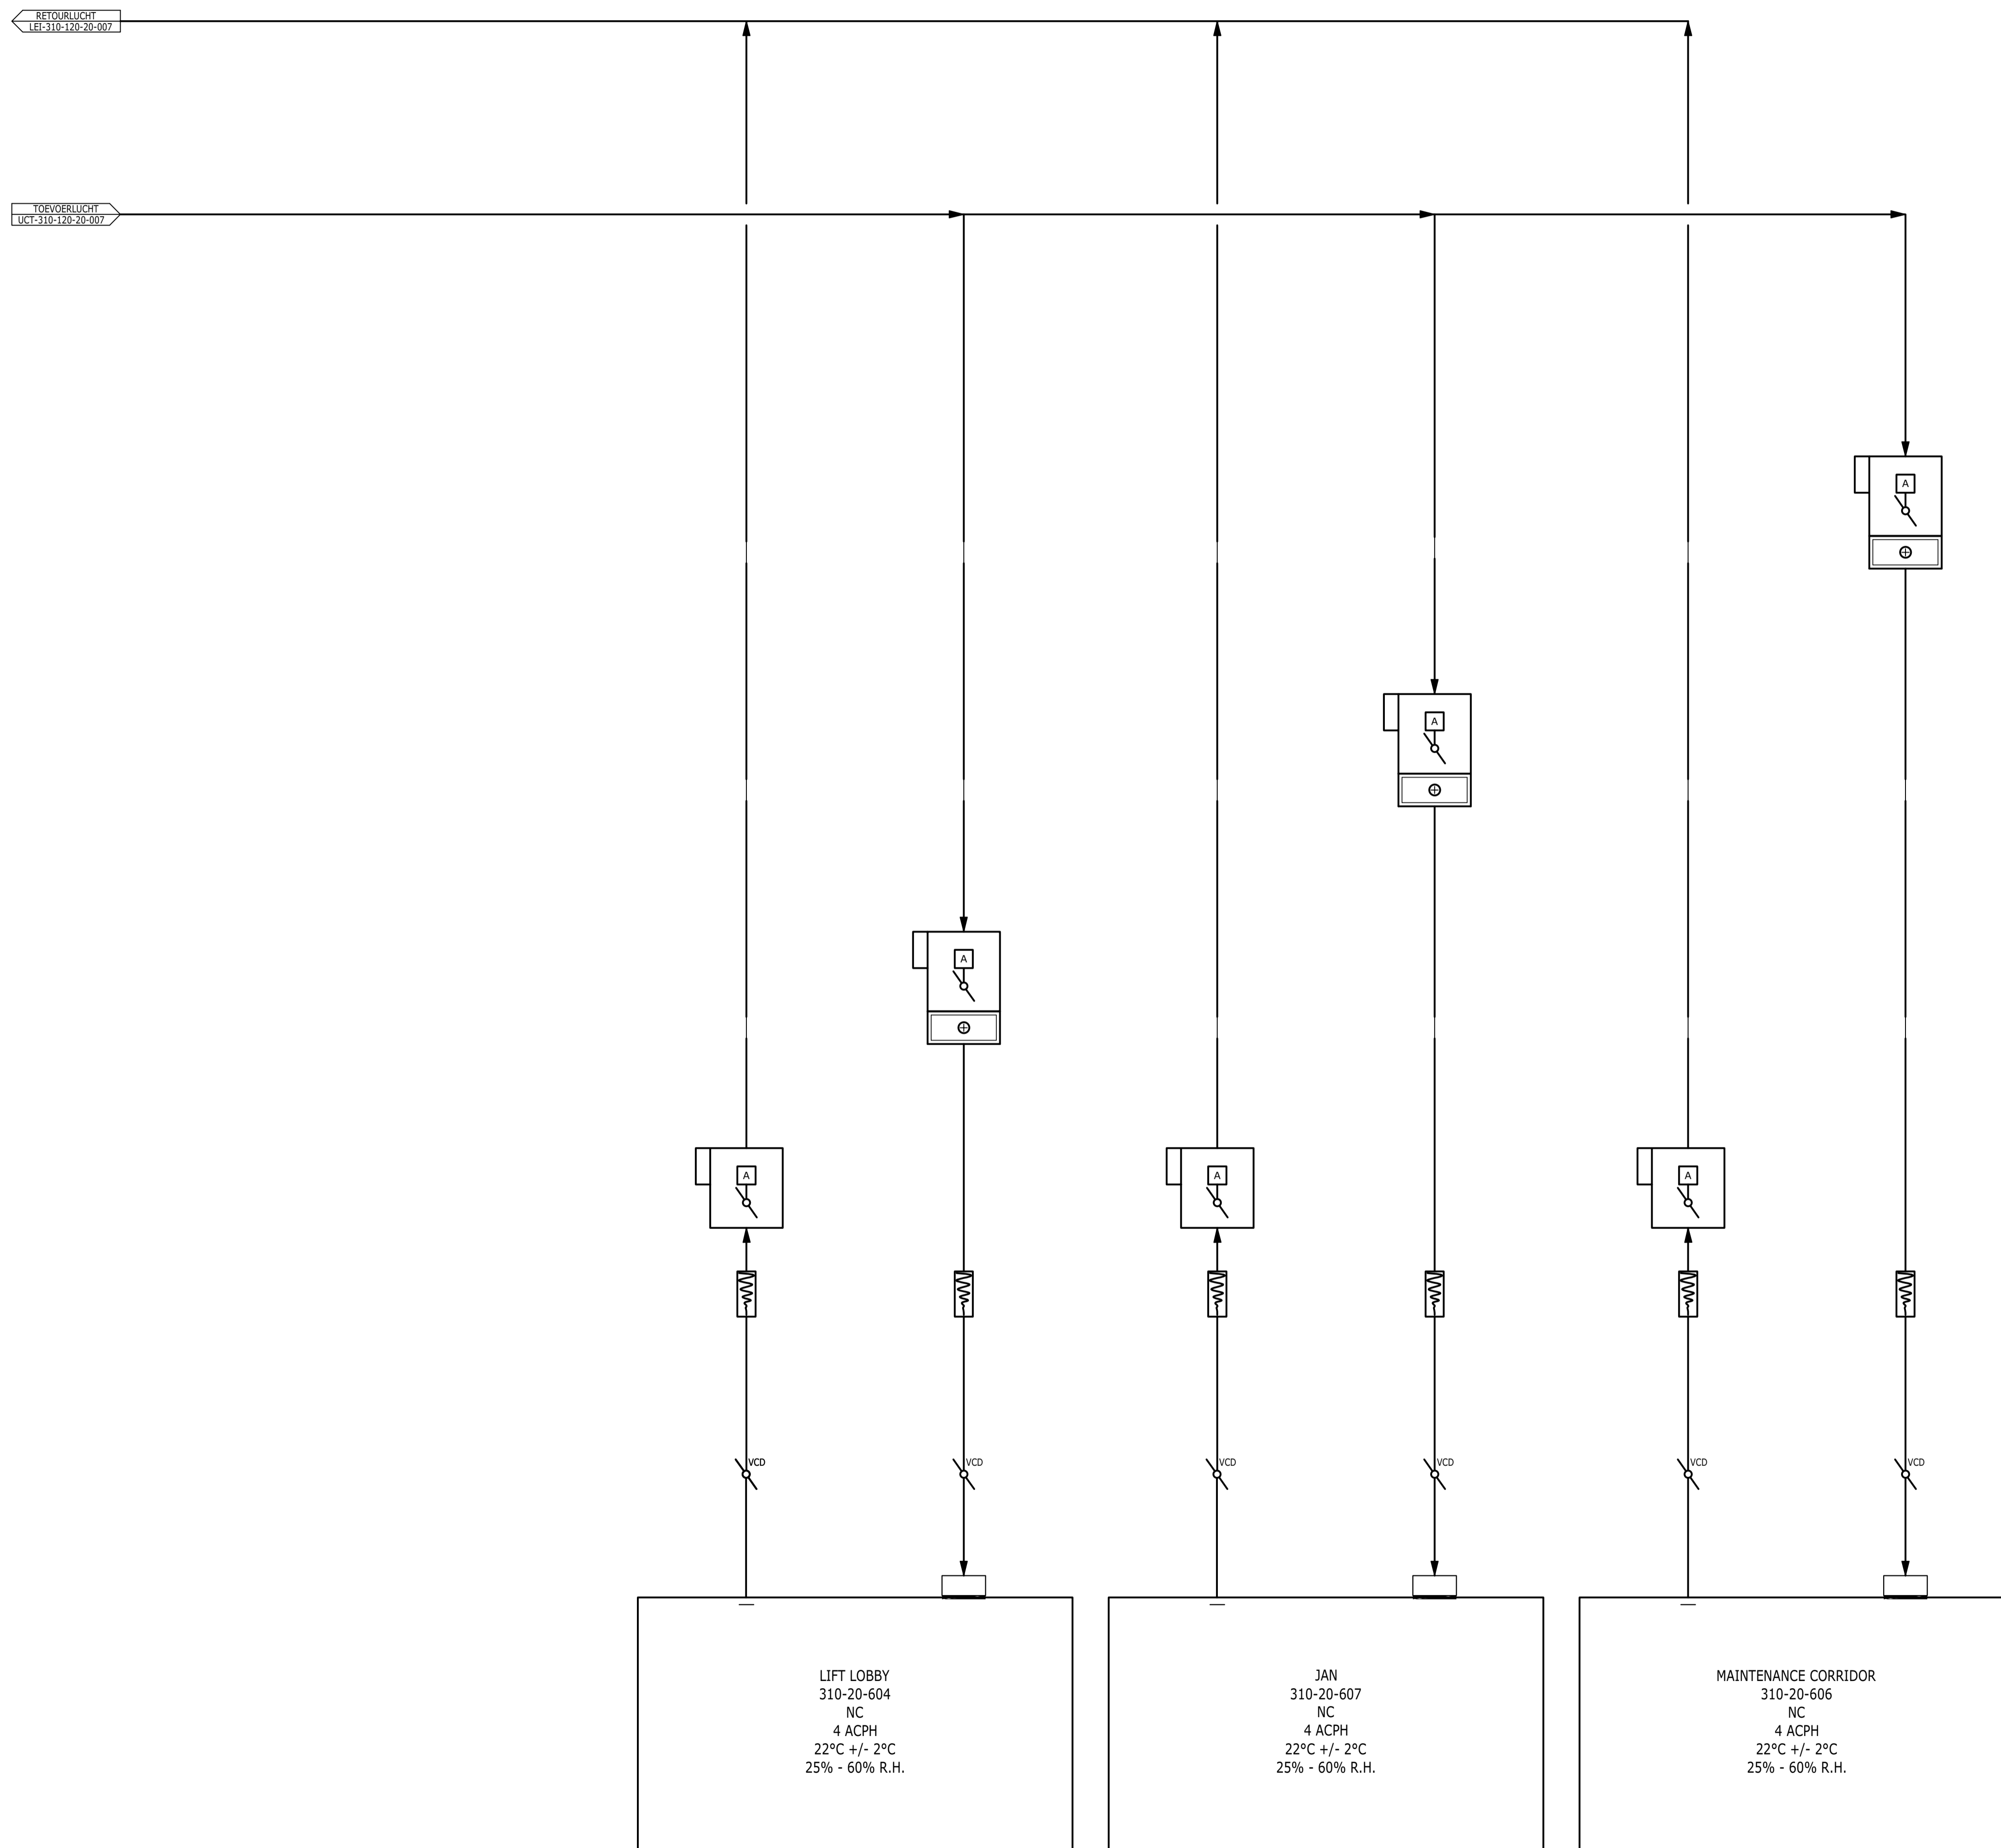 RETOURLUCHT
LEI-310-120-20-007
TOEVOERLUCHT
UCT-310-120-20-007
A
A
A
A
A
A
VCD
VCD
VCD
VCD
VCD
VCD
LIFT LOBBY
310-20-604
NC
4 ACPH
22°C +/- 2°C
25% - 60% R.H.
JAN
310-20-607
NC
4 ACPH
22°C +/- 2°C
25% - 60% R.H.
MAINTENANCE CORRIDOR
310-20-606
NC
4 ACPH
22°C +/- 2°C
25% - 60% R.H.